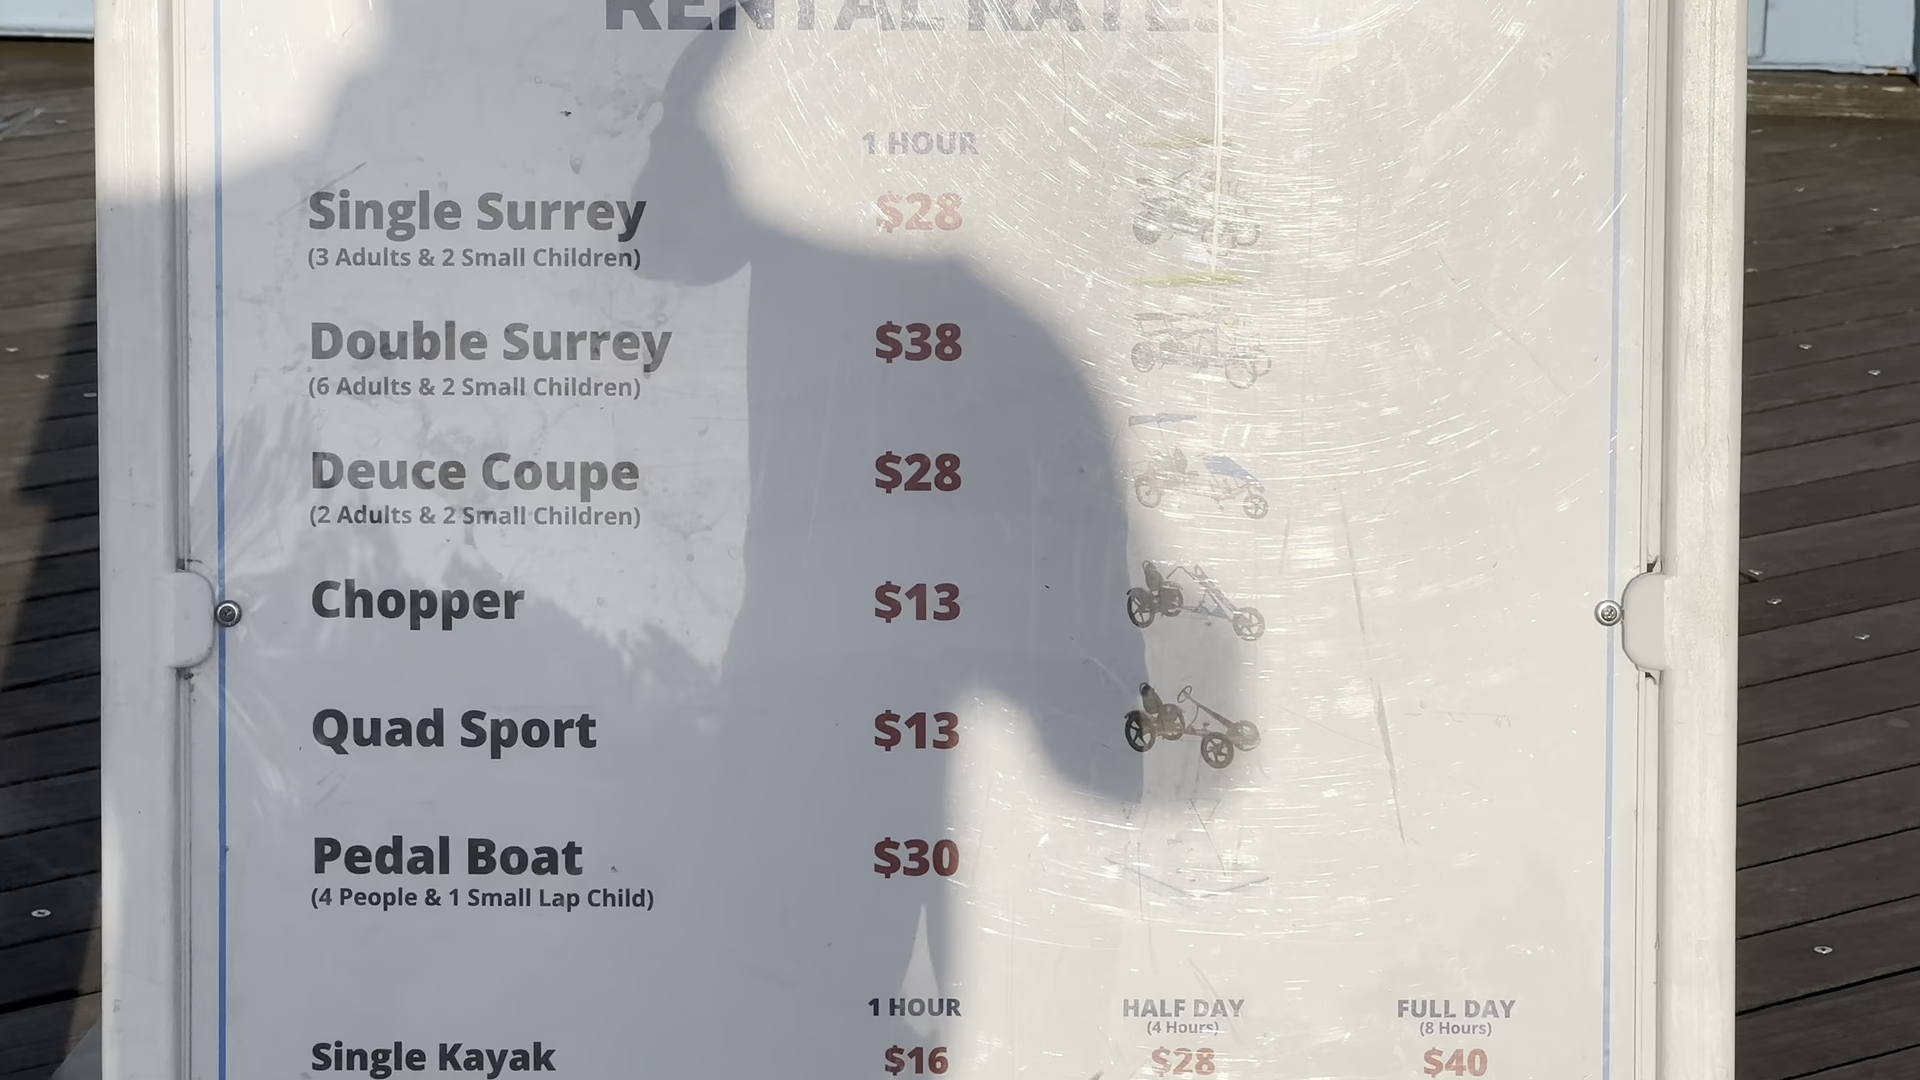 RENTAL RATES
1 HOUR
Single Surrey $28
(3 Adults & 2 Small Children)
Double Surrey $38
(6 Adults & 2 Small Children)
Deuce Coupe $28
(2 Adults & 2 Small Children)
Chopper $13
Quad Sport $13
Pedal Boat $30
(4 People & 1 Small Lap Child)
1 HOUR HALF DAY FULL DAY
(4 Hours) (8 Hours)
Single Kayak $16 $28 $40